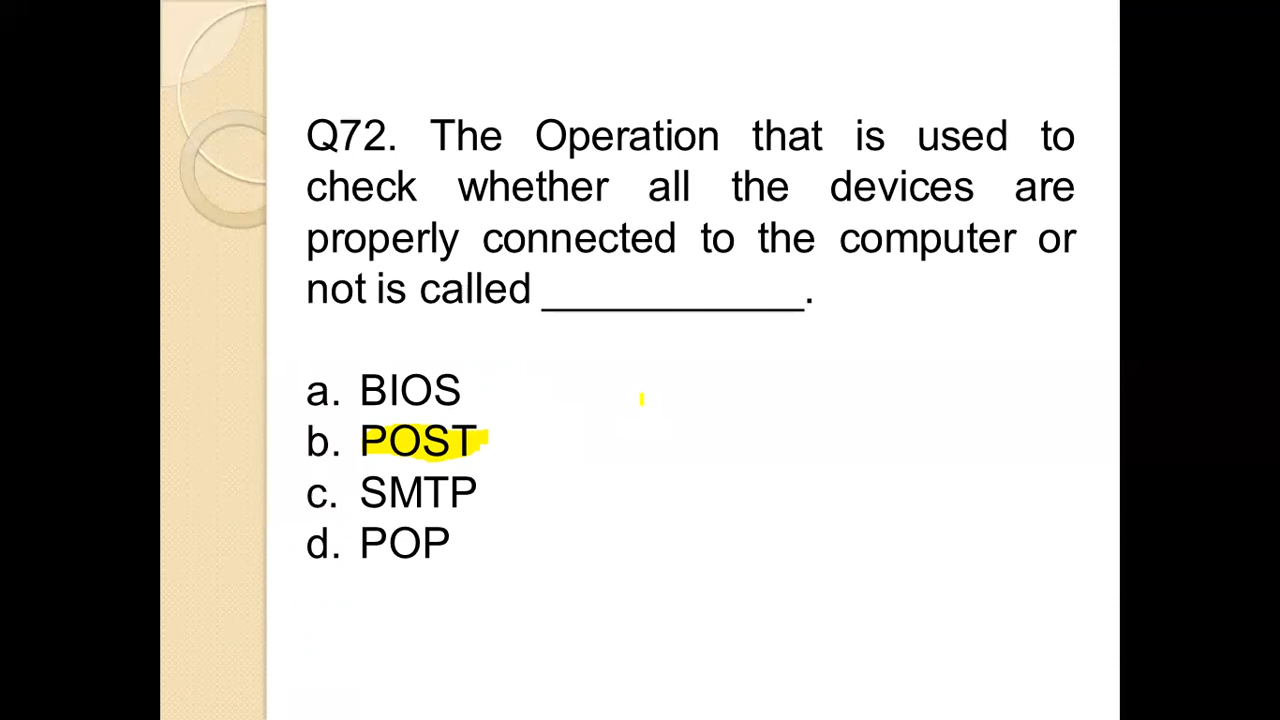 Q72. The Operation that is used to
check whether all the devices are
properly connected to the computer or
not is called ____________.
a. BIOS
b. POST
c. SMTP
d. POP